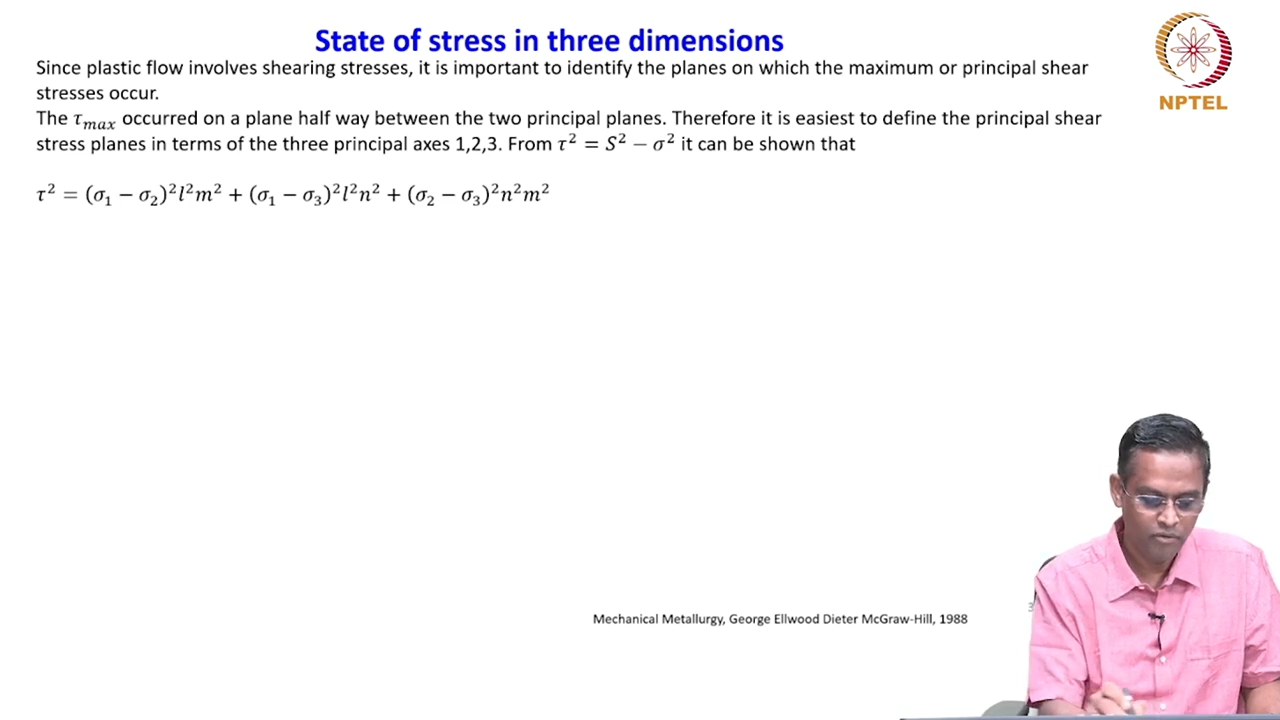 State of stress in three dimensions
Since plastic flow involves shearing stresses, it is important to identify the planes on which the maximum or principal shear
stresses occur.
The τ_max occurred on a plane half way between the two principal planes. Therefore it is easiest to define the principal shear
stress planes in terms of the three principal axes 1,2,3. From τ² = S² − σ² it can be shown that
τ² = (σ₁ − σ₂)²l²m² + (σ₁ − σ₃)²l²n² + (σ₂ − σ₃)²n²m²
NPTEL
Mechanical Metallurgy, George Ellwood Dieter McGraw-Hill, 1988